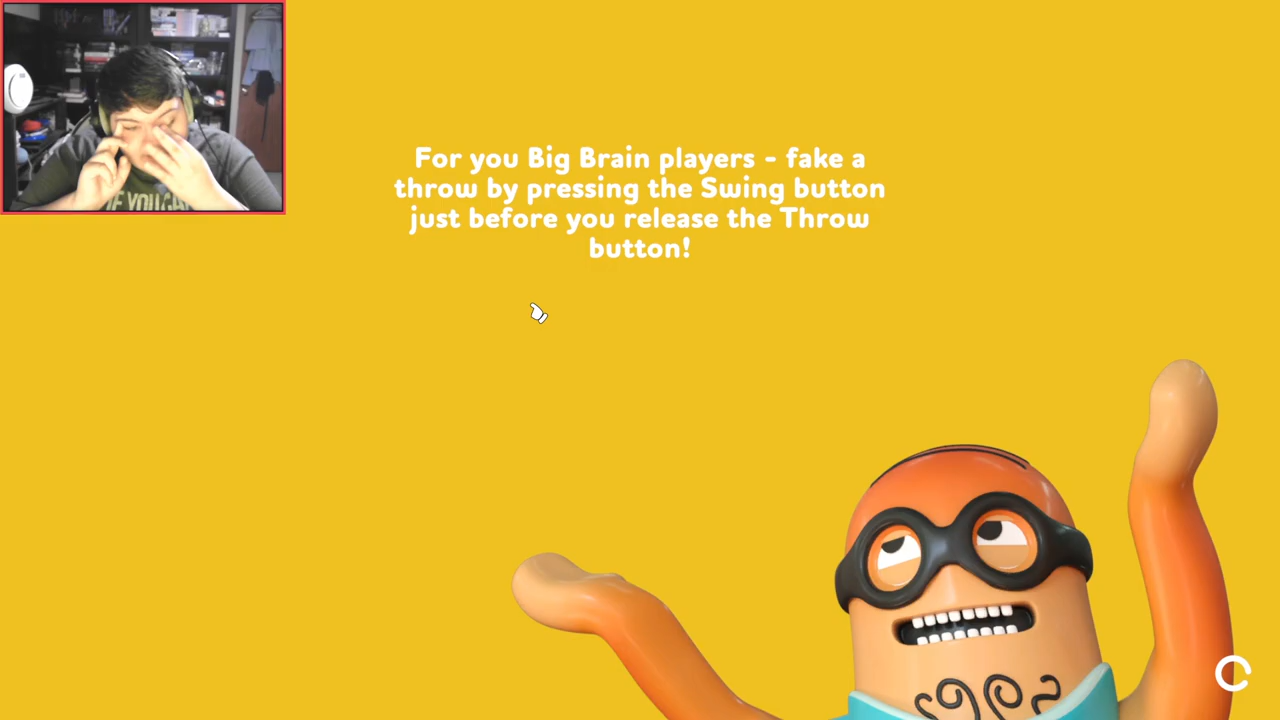 For you Big Brain players - fake a
throw by pressing the Swing button
just before you release the Throw
button!